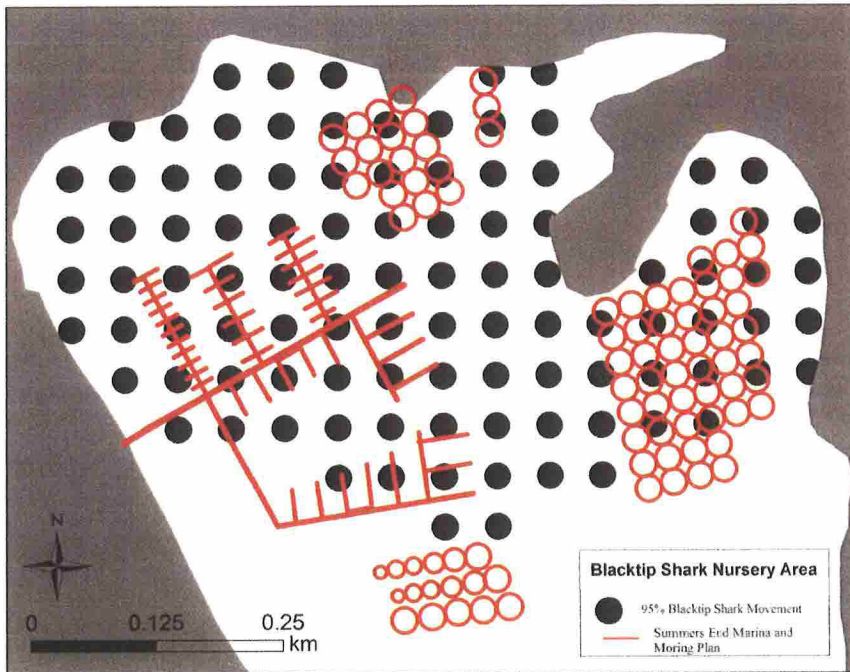 N
0 0.125 0.25
km
Blacktip Shark Nursery Area
95% Blacktip Shark Movement
Summers End Marina and
Moring Plan